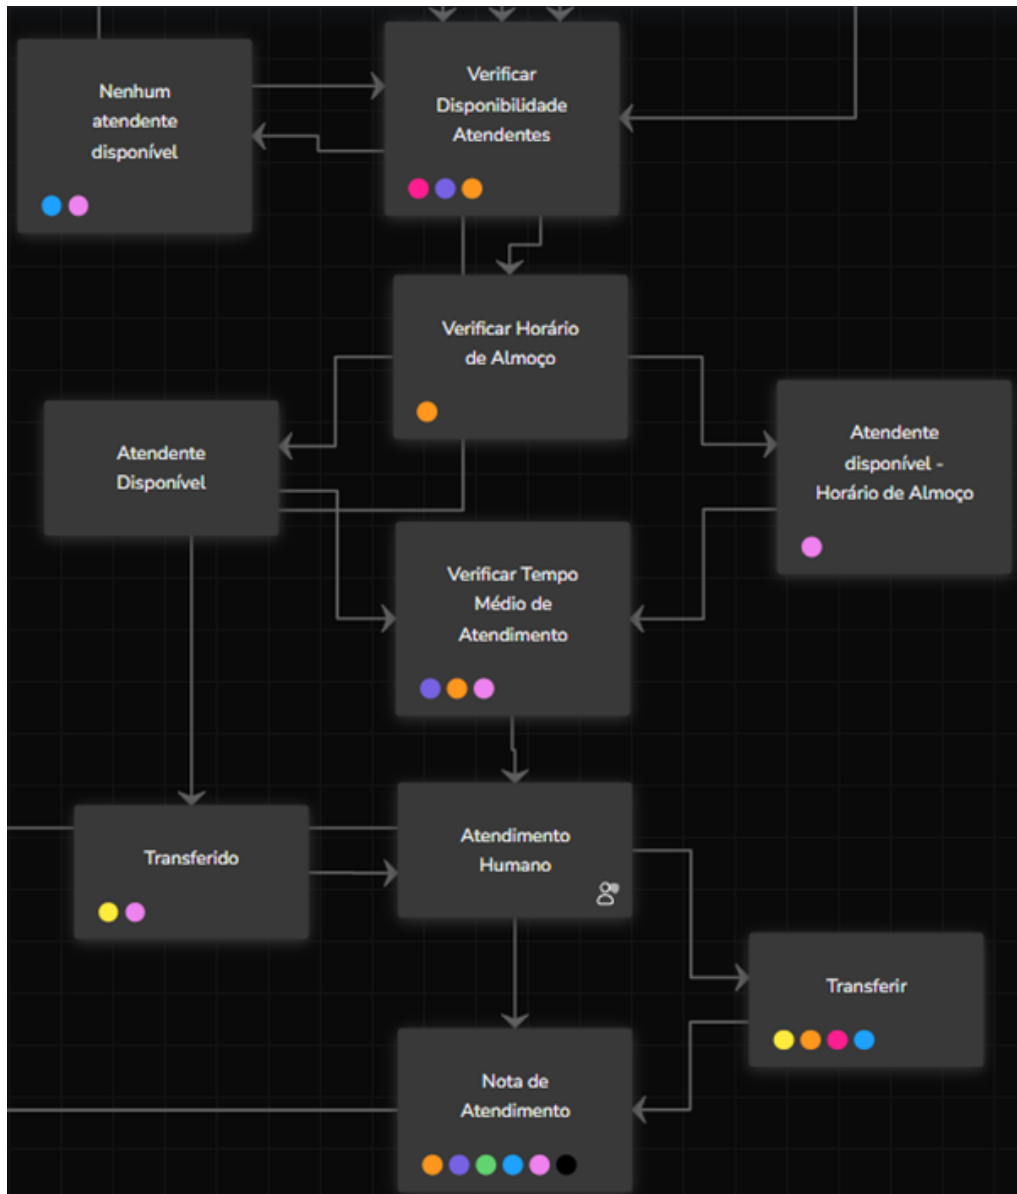 Nenhum
atendente
disponível
Verificar
Disponibilidade
Atendentes
Verificar Horário
de Almoço
Atendente
Disponível
Atendente
disponível -
Horário de Almoço
Verificar Tempo
Médio de
Atendimento
Transferido
Atendimento
Humano
Transferir
Nota de
Atendimento